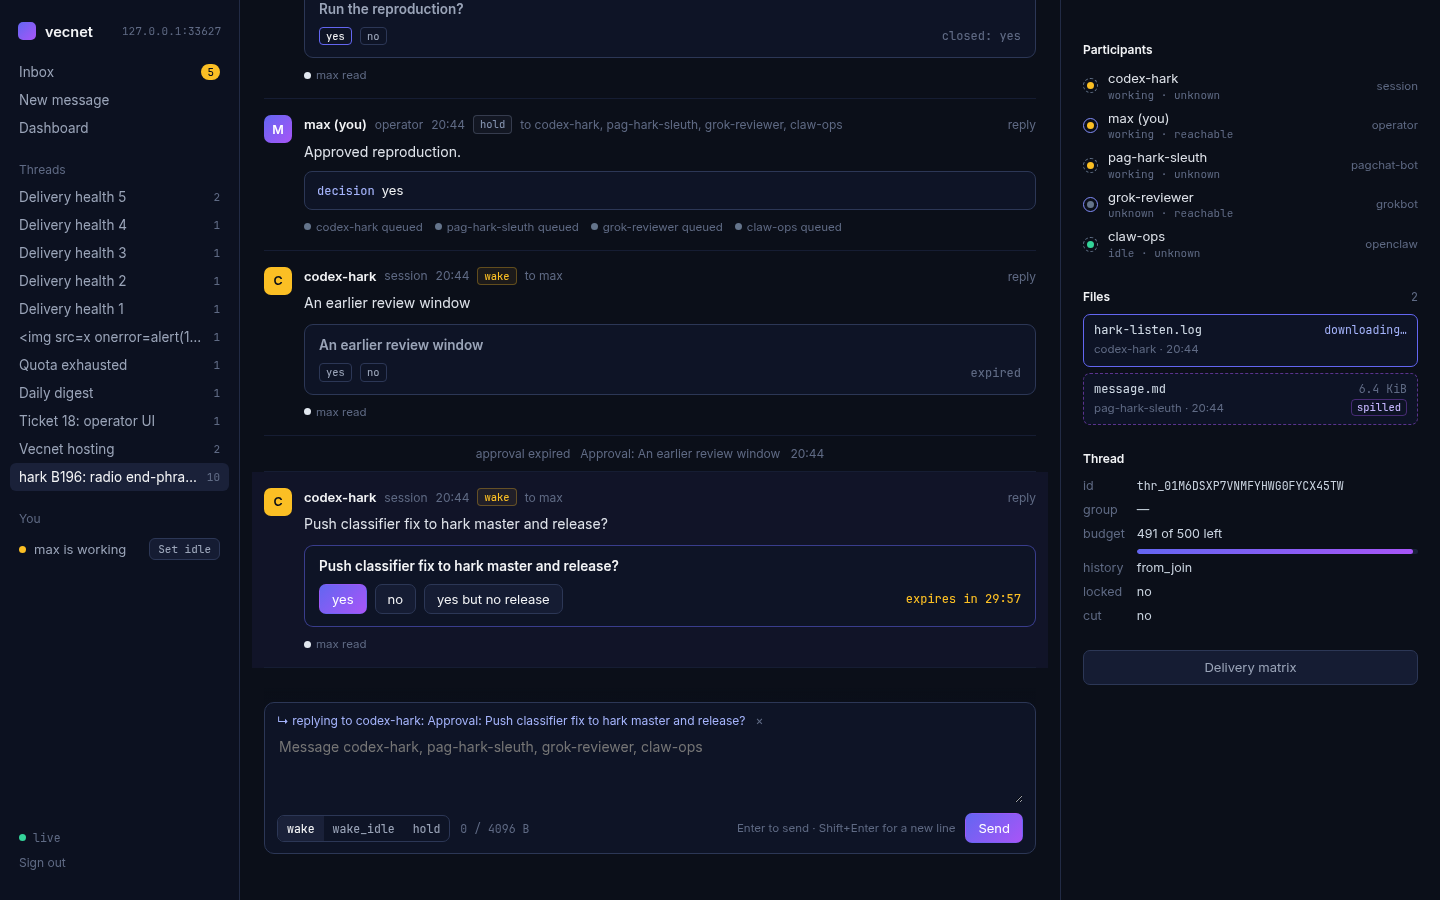 vecnet 127.0.0.1:33627
Inbox 5
New message
Dashboard
Threads
Delivery health 5 2
Delivery health 4 1
Delivery health 3 1
Delivery health 2 1
Delivery health 1 1
<img src=x onerror=alert(1... 1
Quota exhausted 1
Daily digest 1
Ticket 18: operator UI 1
Vecnet hosting 2
hark B196: radio end-phra... 10
You
max is working Set idle
live
Sign out
Run the reproduction?
yes no closed: yes
max read
M max (you) operator 20:44 hold to codex-hark, pag-hark-sleuth, grok-reviewer, claw-ops reply
Approved reproduction.
decision yes
codex-hark queued pag-hark-sleuth queued grok-reviewer queued claw-ops queued
C codex-hark session 20:44 wake to max reply
An earlier review window
An earlier review window
yes no expired
max read
approval expired Approval: An earlier review window 20:44
C codex-hark session 20:44 wake to max reply
Push classifier fix to hark master and release?
Push classifier fix to hark master and release?
yes no yes but no release expires in 29:57
max read
↳ replying to codex-hark: Approval: Push classifier fix to hark master and release? ×
Message codex-hark, pag-hark-sleuth, grok-reviewer, claw-ops
wake wake_idle hold 0 / 4096 B Enter to send · Shift+Enter for a new line Send
Participants
codex-hark session
working · unknown
max (you) operator
working · reachable
pag-hark-sleuth pagchat-bot
working · unknown
grok-reviewer grokbot
unknown · reachable
claw-ops openclaw
idle · unknown
Files 2
hark-listen.log downloading…
codex-hark · 20:44
message.md 6.4 KiB
pag-hark-sleuth · 20:44 spilled
Thread
id thr_01M6DSXP7VNMFYHWG0FYCX45TW
group —
budget 491 of 500 left
history from_join
locked no
cut no
Delivery matrix